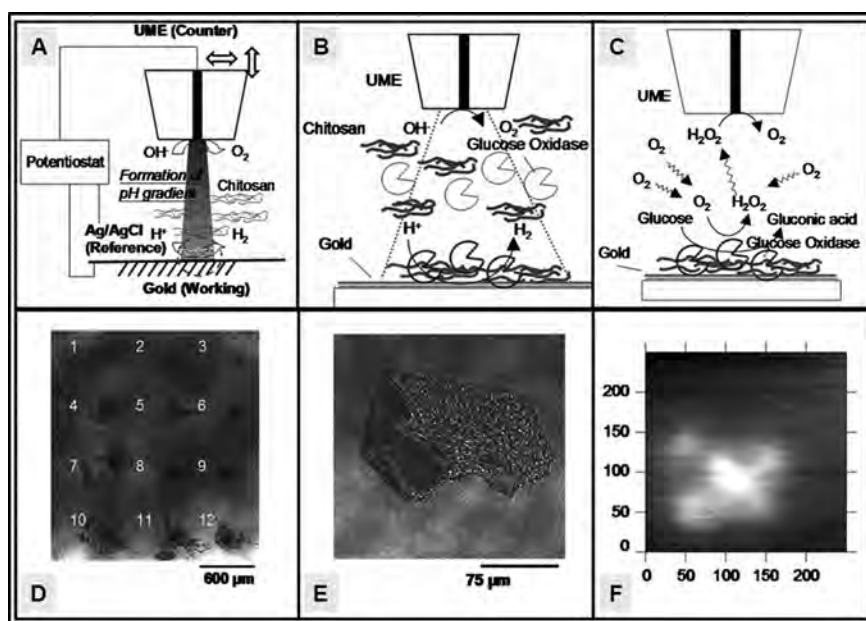 A
UME (Counter)
Potentiostat
OH⁻
O₂
Formation of
pH gradient
Chitosan
Ag/AgCl
(Reference)
H⁺
H₂
Gold (Working)
B
UME
Chitosan
OH⁻
O₂
Glucose Oxidase
H⁺
H₂
Gold
C
UME
H₂O₂
O₂
O₂
O₂
O₂
O₂
H₂O₂
Glucose
Gluconic acid
Glucose Oxidase
Gold
1 2 3
4 5 6
7 8 9
10 11 12
600 µm
D
75 µm
E
200
150
100
50
0
0 50 100 150 200
F